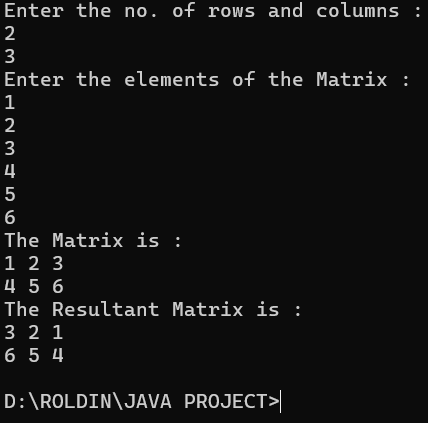 Enter the no. of rows and columns :
2
3
Enter the elements of the Matrix :
1
2
3
4
5
6
The Matrix is :
1 2 3
4 5 6
The Resultant Matrix is :
3 2 1
6 5 4
D:\ROLDIN\JAVA PROJECT>